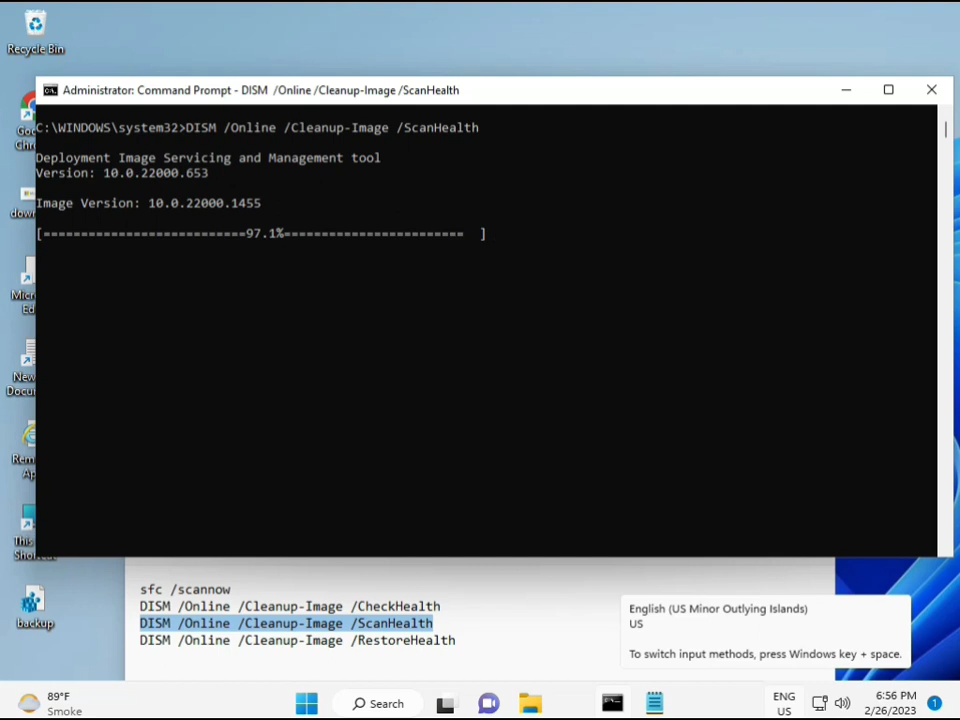 Recycle Bin
Administrator: Command Prompt - DISM /Online /Cleanup-Image /ScanHealth
C:\WINDOWS\system32>DISM /Online /Cleanup-Image /ScanHealth
Deployment Image Servicing and Management tool
Version: 10.0.22000.653
Image Version: 10.0.22000.1455
[===========================97.1%======================== ]
New
This
backup
sfc /scannow
DISM /Online /Cleanup-Image /CheckHealth
DISM /Online /Cleanup-Image /ScanHealth
DISM /Online /Cleanup-Image /RestoreHealth
English (US Minor Outlying Islands)
US
To switch input methods, press Windows key + space.
89°F
Smoke
Search
ENG
US
6:56 PM
2/26/2023
1